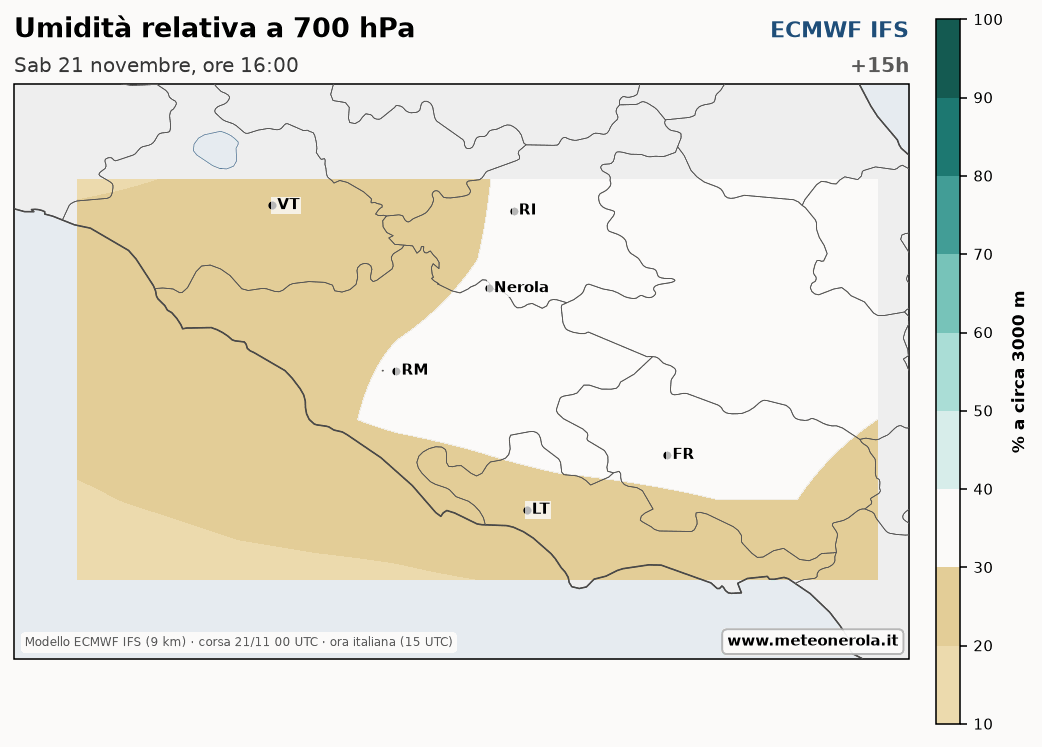 Umidità relativa a 700 hPa
ECMWF IFS
Sab 21 novembre, ore 16:00
+15h
VT
RI
Nerola
RM
FR
LT
Modello ECMWF IFS (9 km) · corsa 21/11 00 UTC · ora italiana (15 UTC)
www.meteonerola.it
100
90
80
70
60
50
40
30
20
10
% a circa 3000 m